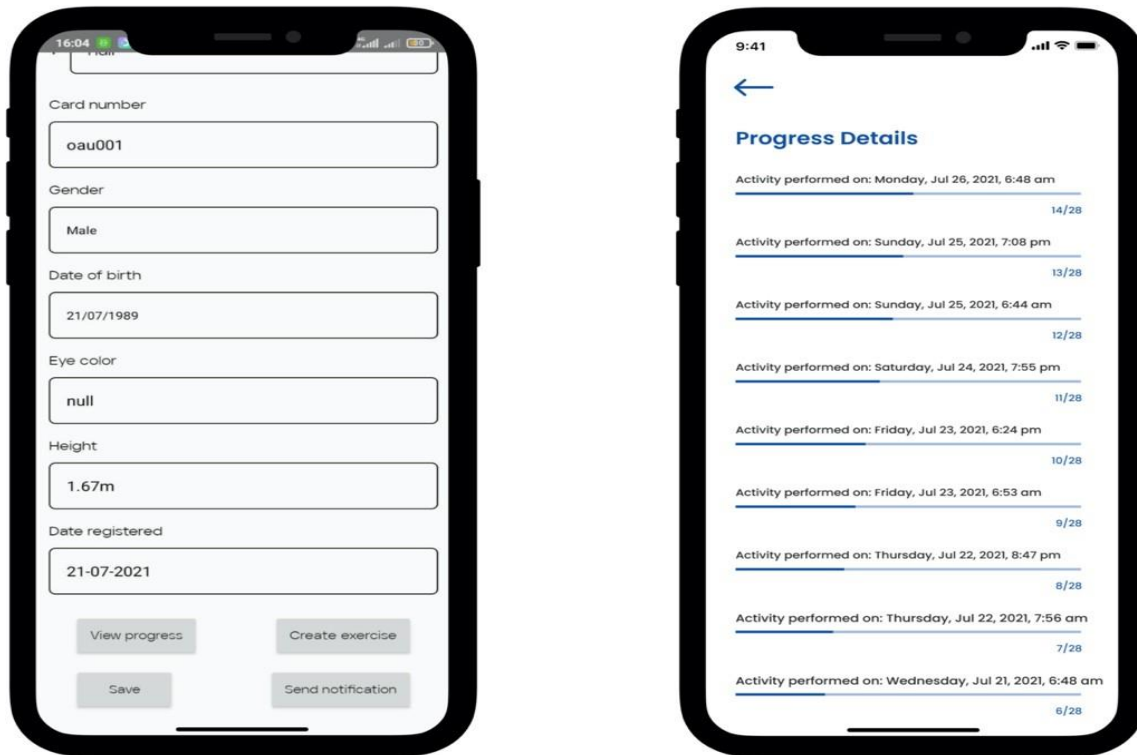 16:04
Card number
oau001
Gender
Male
Date of birth
21/07/1989
Eye color
null
Height
1.67m
Date registered
21-07-2021
View progress
Create exercise
Save
Send notification
9:41
Progress Details
Activity performed on: Monday, Jul 26, 2021, 6:48 am
14/28
Activity performed on: Sunday, Jul 25, 2021, 7:08 pm
13/28
Activity performed on: Sunday, Jul 25, 2021, 6:44 am
12/28
Activity performed on: Saturday, Jul 24, 2021, 7:55 pm
11/28
Activity performed on: Friday, Jul 23, 2021, 6:24 pm
10/28
Activity performed on: Friday, Jul 23, 2021, 6:53 am
9/28
Activity performed on: Thursday, Jul 22, 2021, 8:47 pm
8/28
Activity performed on: Thursday, Jul 22, 2021, 7:56 am
7/28
Activity performed on: Wednesday, Jul 21, 2021, 6:48 am
6/28